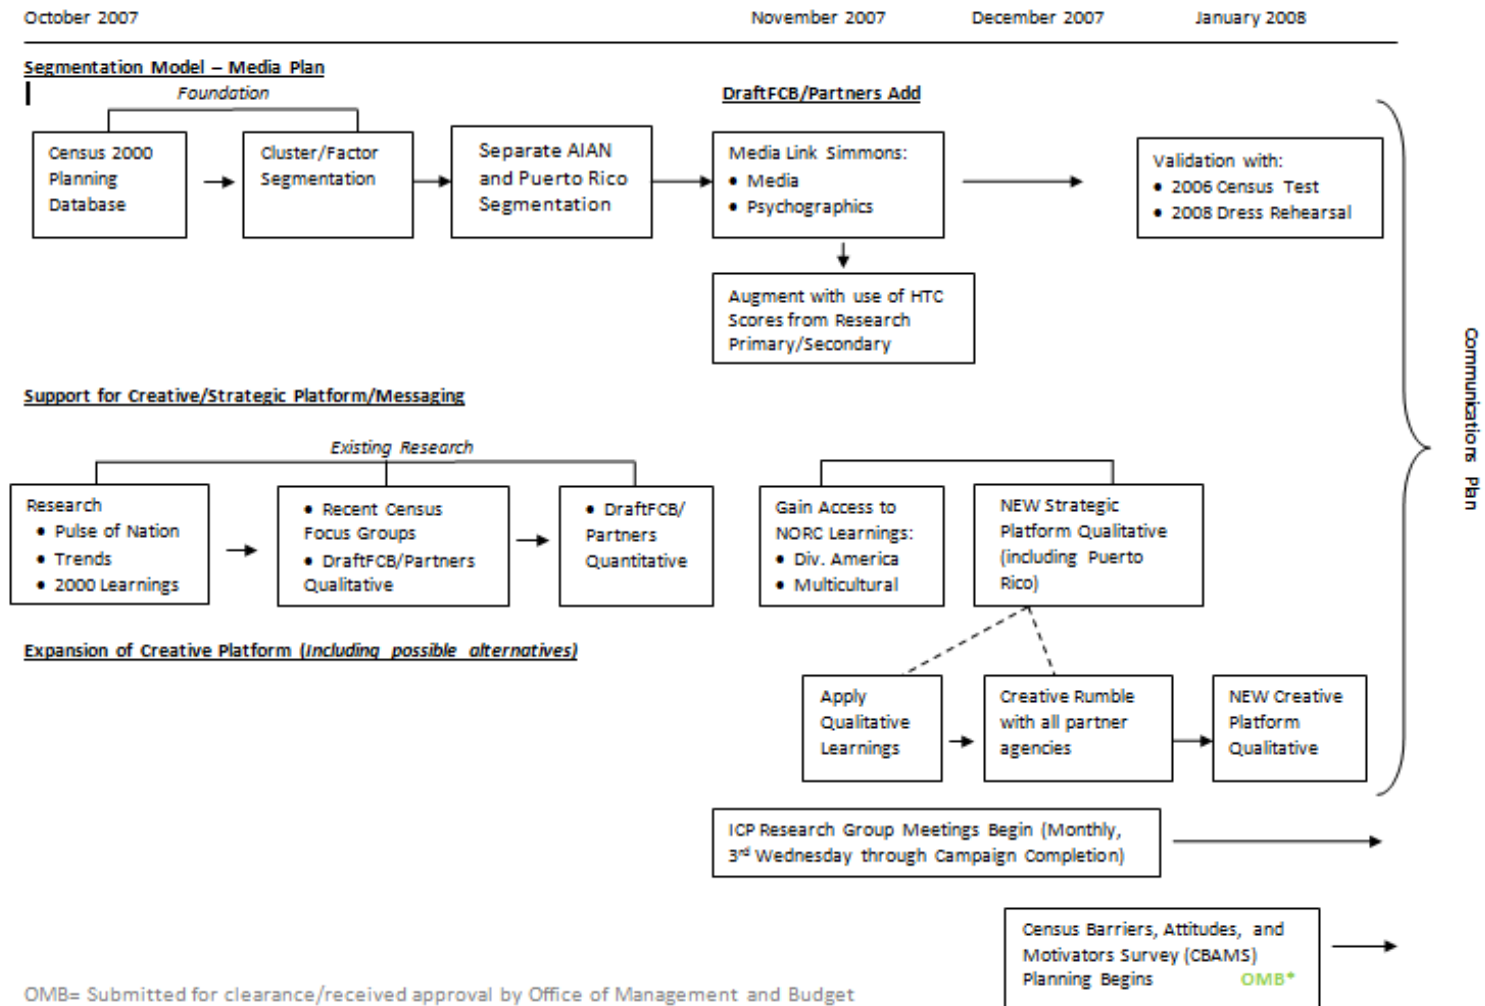 October 2007
November 2007
December 2007
January 2008
Segmentation Model – Media Plan
Foundation
DraftFCB/Partners Add
Census 2000
Planning
Database
Cluster/Factor
Segmentation
Separate AIAN
and Puerto Rico
Segmentation
Media Link Simmons:
• Media
• Psychographics
Validation with:
• 2006 Census Test
• 2008 Dress Rehearsal
Augment with use of HTC
Scores from Research
Primary/Secondary
Communications Plan
Support for Creative/Strategic Platform/Messaging
Existing Research
Research
• Pulse of Nation
• Trends
• 2000 Learnings
• Recent Census
Focus Groups
• DraftFCB/Partners
Qualitative
• DraftFCB/
Partners
Quantitative
Gain Access to
NORC Learnings:
• Div. America
• Multicultural
NEW Strategic
Platform Qualitative
(including Puerto
Rico)
Expansion of Creative Platform (Including possible alternatives)
Apply
Qualitative
Learnings
Creative Rumble
with all partner
agencies
NEW Creative
Platform
Qualitative
ICP Research Group Meetings Begin (Monthly,
3rd Wednesday through Campaign Completion)
Census Barriers, Attitudes, and
Motivators Survey (CBAMS)
Planning Begins OMB*
OMB= Submitted for clearance/received approval by Office of Management and Budget